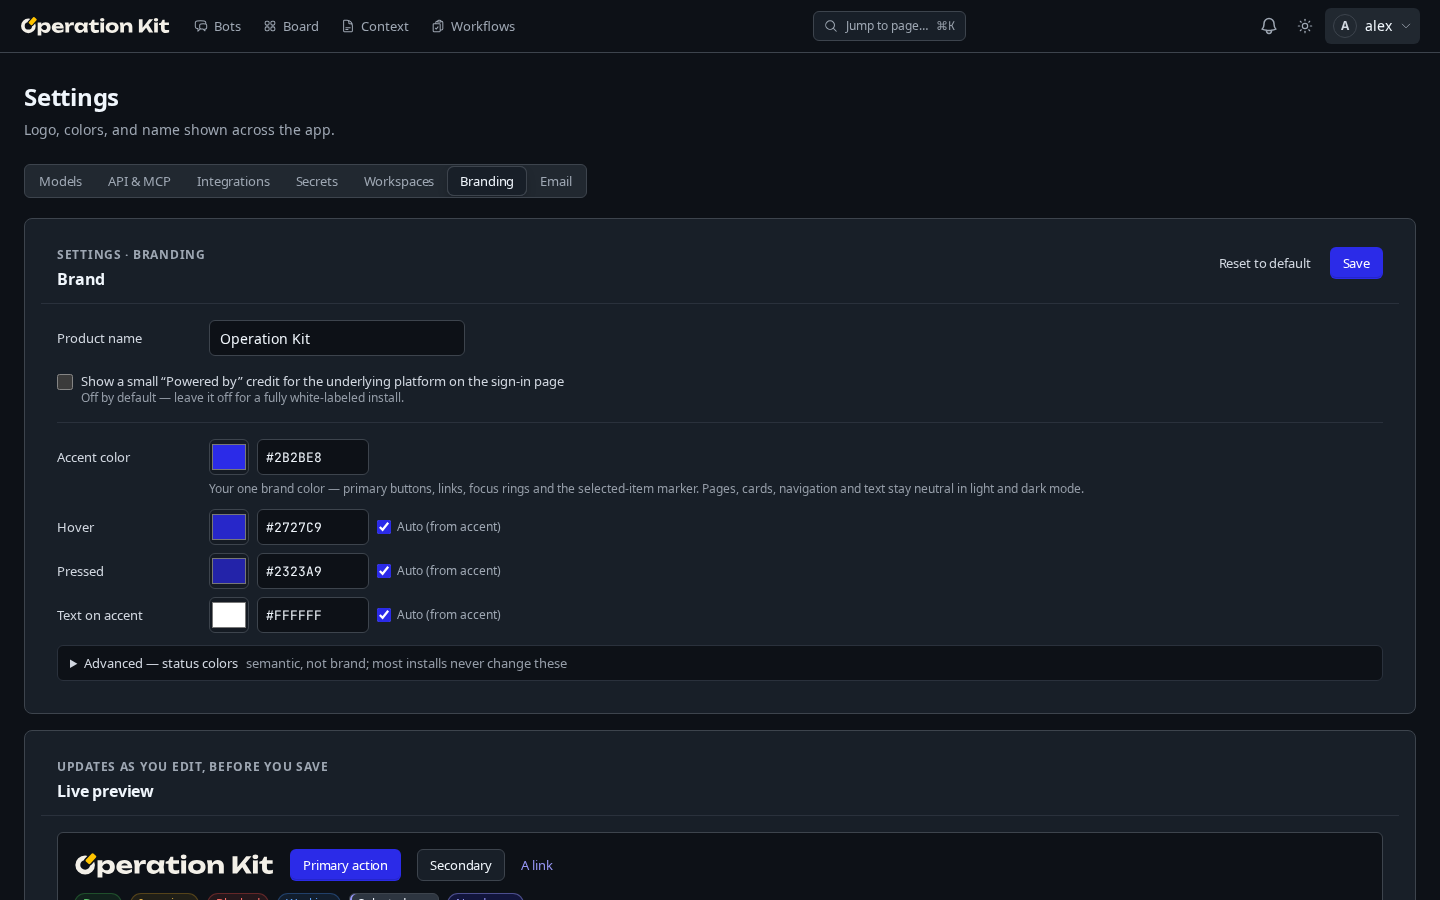 Operation Kit
Bots
Board
Context
Workflows
Jump to page... ⌘K
A
alex
Settings
Logo, colors, and name shown across the app.
Models
API & MCP
Integrations
Secrets
Workspaces
Branding
Email
SETTINGS · BRANDING
Brand
Reset to default
Save
Product name
Operation Kit
Show a small “Powered by” credit for the underlying platform on the sign-in page
Off by default — leave it off for a fully white-labeled install.
Accent color
#2B2BE8
Your one brand color — primary buttons, links, focus rings and the selected-item marker. Pages, cards, navigation and text stay neutral in light and dark mode.
Hover
#2727C9
Auto (from accent)
Pressed
#2323A9
Auto (from accent)
Text on accent
#FFFFFF
Auto (from accent)
Advanced — status colors semantic, not brand; most installs never change these
UPDATES AS YOU EDIT, BEFORE YOU SAVE
Live preview
Operation Kit
Primary action
Secondary
A link